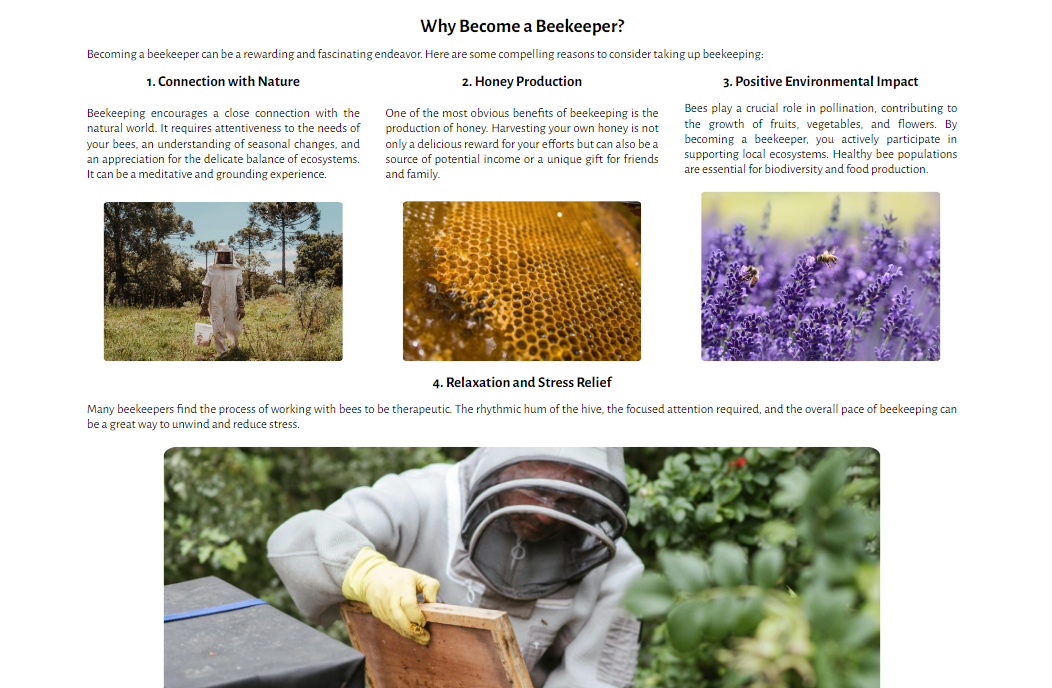 Why Become a Beekeeper?
Becoming a beekeeper can be a rewarding and fascinating endeavor. Here are some compelling reasons to consider taking up beekeeping:
1. Connection with Nature
Beekeeping encourages a close connection with the
natural world. It requires attentiveness to the needs of
your bees, an understanding of seasonal changes, and
an appreciation for the delicate balance of ecosystems.
It can be a meditative and grounding experience.
2. Honey Production
One of the most obvious benefits of beekeeping is the
production of honey. Harvesting your own honey is not
only a delicious reward for your efforts but can also be a
source of potential income or a unique gift for friends
and family.
3. Positive Environmental Impact
Bees play a crucial role in pollination, contributing to
the growth of fruits, vegetables, and flowers. By
becoming a beekeeper, you actively participate in
supporting local ecosystems. Healthy bee populations
are essential for biodiversity and food production.
4. Relaxation and Stress Relief
Many beekeepers find the process of working with bees to be therapeutic. The rhythmic hum of the hive, the focused attention required, and the overall pace of beekeeping can
be a great way to unwind and reduce stress.